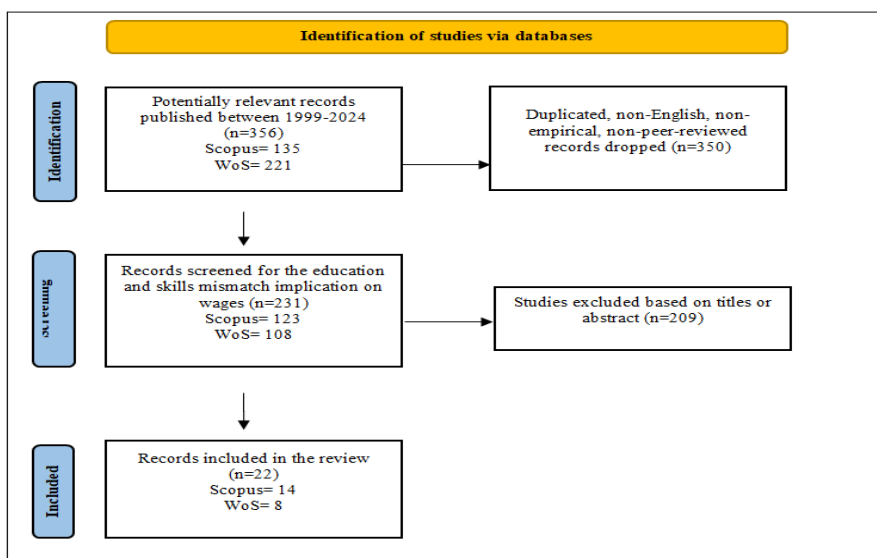 Identification of studies via databases
Identification
Potentially relevant records
published between 1999-2024
(n=356)
Scopus= 135
WoS= 221
Duplicated, non-English, non-
empirical, non-peer-reviewed
records dropped (n=350)
Screening
Records screened for the education
and skills mismatch implication on
wages (n=231)
Scopus= 123
WoS= 108
Studies excluded based on titles or
abstract (n=209)
Included
Records included in the review
(n=22)
Scopus= 14
WoS= 8